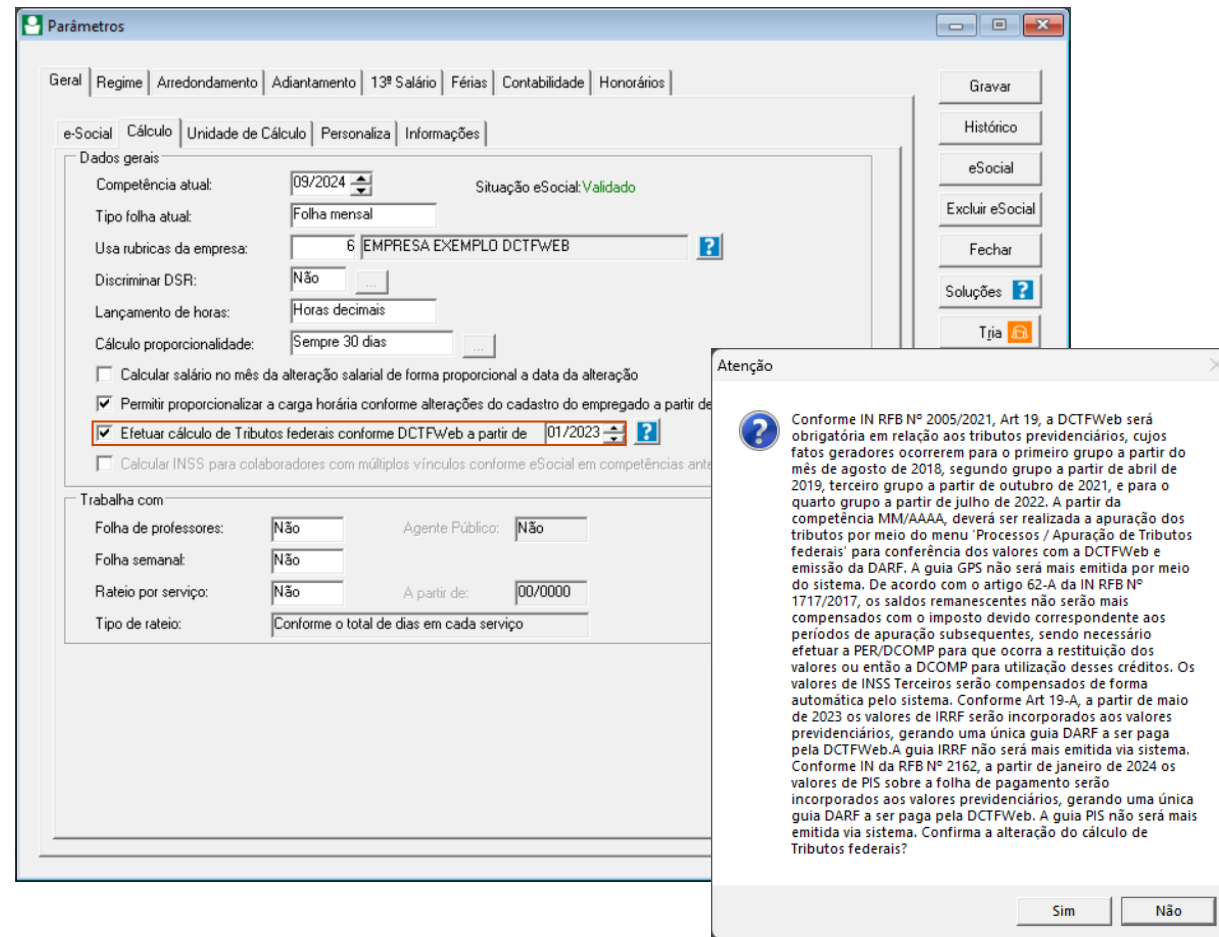 Parâmetros
Geral Regime Arredondamento Adiantamento 13º Salário Férias Contabilidade Honorários
Gravar
Histórico
eSocial
Excluir eSocial
Fechar
Soluções ?
Tria
e-Social Cálculo Unidade de Cálculo Personaliza Informações
Dados gerais
Competência atual: 09/2024 Situação eSocial: Validado
Tipo folha atual: Folha mensal
Usa rubricas da empresa: 6 EMPRESA EXEMPLO DCTFWEB ?
Discriminar DSR: Não ...
Lançamento de horas: Horas decimais
Cálculo proporcionalidade: Sempre 30 dias ...
Calcular salário no mês da alteração salarial de forma proporcional a data da alteração
Permitir proporcionalizar a carga horária conforme alterações do cadastro do empregado a partir de
Efetuar cálculo de Tributos federais conforme DCTFWeb a partir de 01/2023 ?
Calcular INSS para colaboradores com múltiplos vínculos conforme eSocial em competências ante
Trabalha com
Folha de professores: Não Agente Público: Não
Folha semanal: Não
Rateio por serviço: Não A partir de: 00/0000
Tipo de rateio: Conforme o total de dias em cada serviço
Atenção
Conforme IN RFB Nº 2005/2021, Art 19, a DCTFWeb será
obrigatória em relação aos tributos previdenciários, cujos
fatos geradores ocorrerem para o primeiro grupo a partir do
mês de agosto de 2018, segundo grupo a partir de abril de
2019, terceiro grupo a partir de outubro de 2021, e para o
quarto grupo a partir de julho de 2022. A partir da
competência MM/AAAA, deverá ser realizada a apuração dos
tributos por meio do menu 'Processos / Apuração de Tributos
federais' para conferência dos valores com a DCTFWeb e
emissão da DARF. A guia GPS não será mais emitida por meio
do sistema. De acordo com o artigo 62-A da IN RFB Nº
1717/2017, os saldos remanescentes não serão mais
compensados com o imposto devido correspondente aos
períodos de apuração subsequentes, sendo necessário
efetuar a PER/DCOMP para que ocorra a restituição dos
valores ou então a DCOMP para utilização desses créditos. Os
valores de INSS Terceiros serão compensados de forma
automática pelo sistema. Conforme Art 19-A, a partir de maio
de 2023 os valores de IRRF serão incorporados aos valores
previdenciários, gerando uma única guia DARF a ser paga
pela DCTFWeb.A guia IRRF não será mais emitida via sistema.
Conforme IN da RFB Nº 2162, a partir de janeiro de 2024 os
valores de PIS sobre a folha de pagamento serão
incorporados aos valores previdenciários, gerando uma única
guia DARF a ser paga pela DCTFWeb. A guia PIS não será mais
emitida via sistema. Confirma a alteração do cálculo de
Tributos federais?
Sim Não